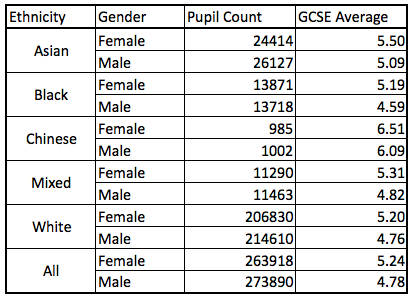 Ethnicity Gender Pupil Count GCSE Average
Asian Female 24414 5.50
Male 26127 5.09
Black Female 13871 5.19
Male 13718 4.59
Chinese Female 985 6.51
Male 1002 6.09
Mixed Female 11290 5.31
Male 11463 4.82
White Female 206830 5.20
Male 214610 4.76
All Female 263918 5.24
Male 273890 4.78